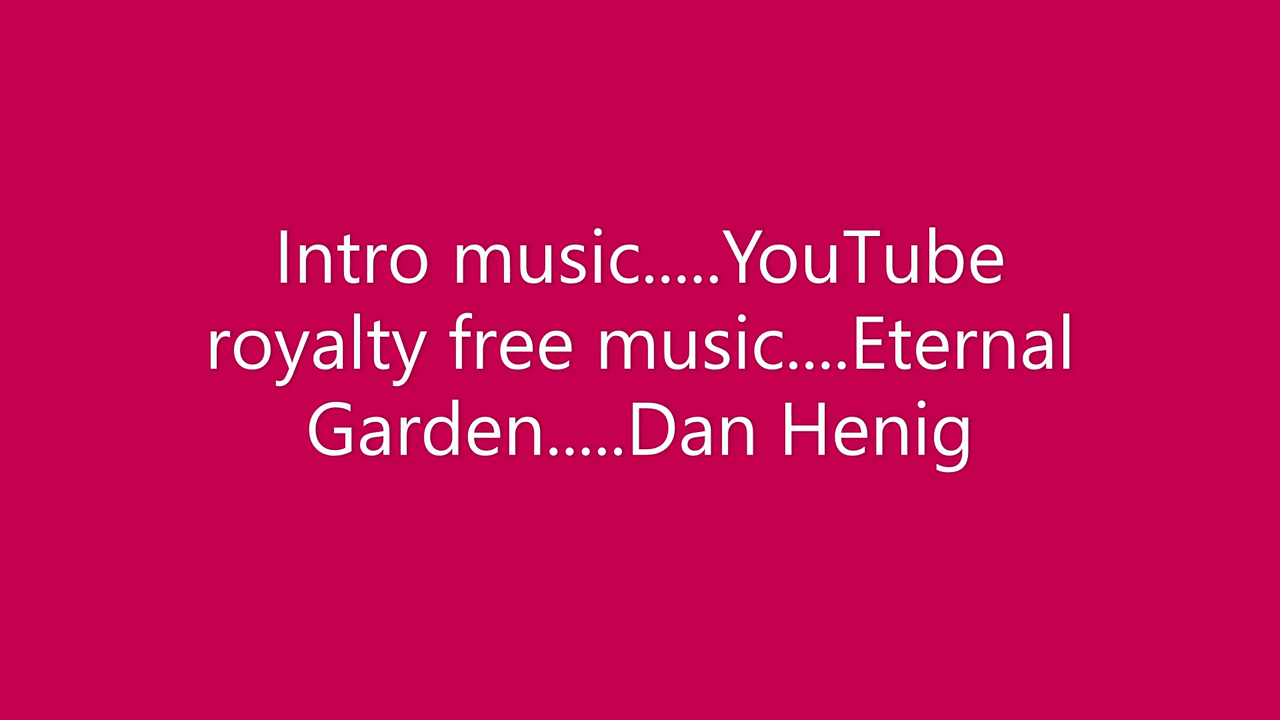 Intro music.....YouTube
royalty free music....Eternal
Garden.....Dan Henig